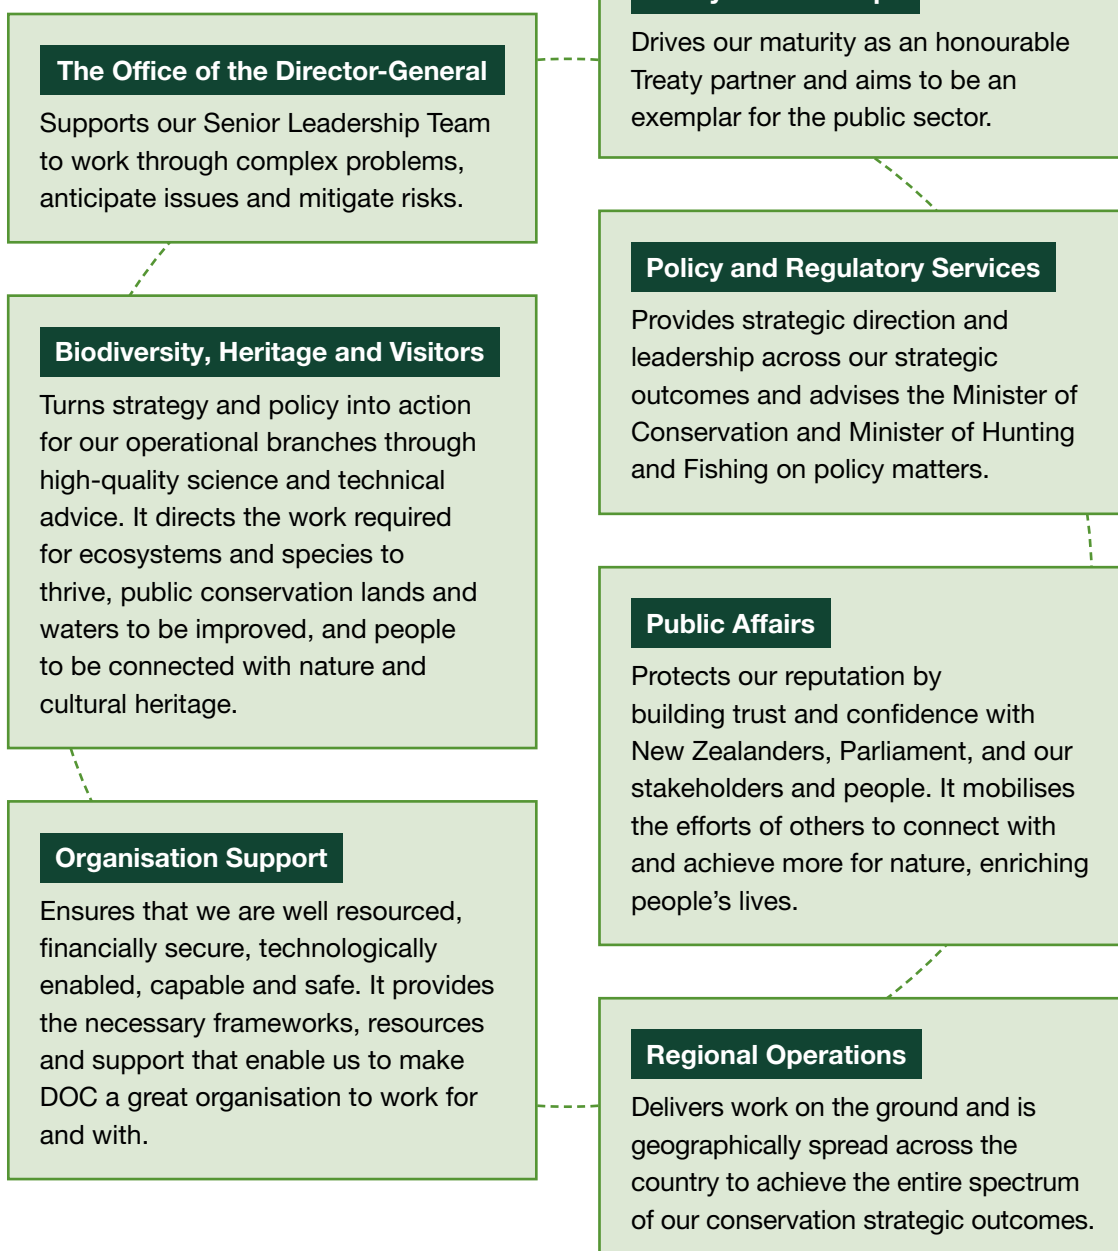 The Office of the Director-General
Supports our Senior Leadership Team
to work through complex problems,
anticipate issues and mitigate risks.
Biodiversity, Heritage and Visitors
Turns strategy and policy into action
for our operational branches through
high-quality science and technical
advice. It directs the work required
for ecosystems and species to
thrive, public conservation lands and
waters to be improved, and people
to be connected with nature and
cultural heritage.
Organisation Support
Ensures that we are well resourced,
financially secure, technologically
enabled, capable and safe. It provides
the necessary frameworks, resources
and support that enable us to make
DOC a great organisation to work for
and with.
Drives our maturity as an honourable
Treaty partner and aims to be an
exemplar for the public sector.
Policy and Regulatory Services
Provides strategic direction and
leadership across our strategic
outcomes and advises the Minister of
Conservation and Minister of Hunting
and Fishing on policy matters.
Public Affairs
Protects our reputation by
building trust and confidence with
New Zealanders, Parliament, and our
stakeholders and people. It mobilises
the efforts of others to connect with
and achieve more for nature, enriching
people’s lives.
Regional Operations
Delivers work on the ground and is
geographically spread across the
country to achieve the entire spectrum
of our conservation strategic outcomes.